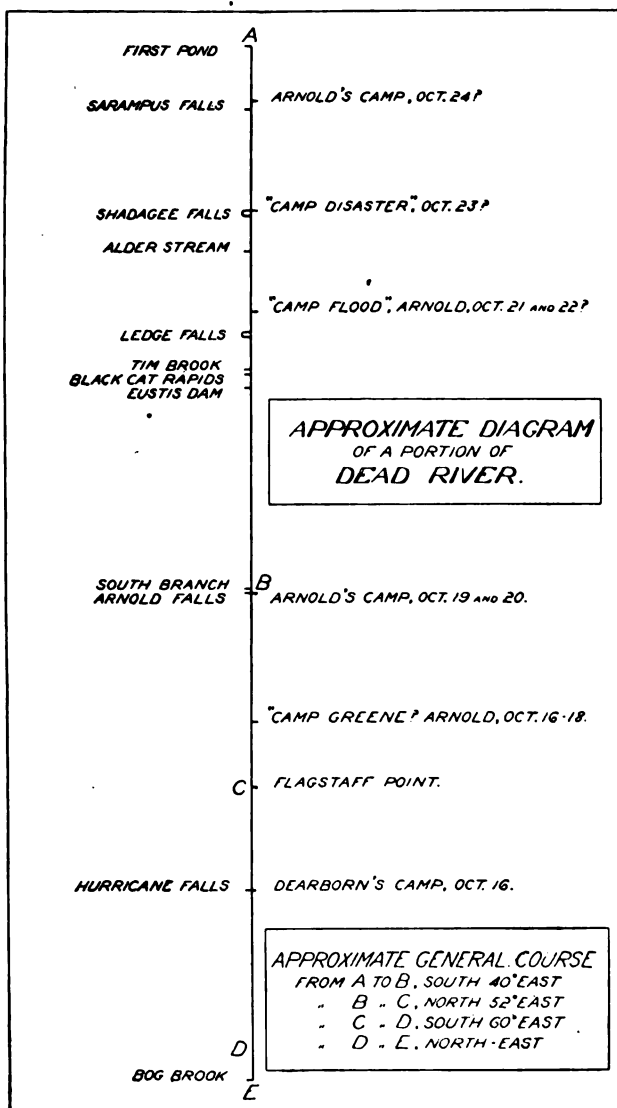 A
FIRST POND
ARNOLD'S CAMP, OCT. 24?
SARAMPUS FALLS
"CAMP DISASTER", OCT. 23?
SHADAGEE FALLS
ALDER STREAM
"CAMP FLOOD", ARNOLD, OCT. 21 AND 22?
LEDGE FALLS
TIM BROOK
BLACK CAT RAPIDS
EUSTIS DAM
APPROXIMATE DIAGRAM
OF A PORTION OF
DEAD RIVER.
SOUTH BRANCH B
ARNOLD FALLS ARNOLD'S CAMP, OCT. 19 AND 20.
"CAMP GREENE? ARNOLD, OCT. 16-18.
C FLAGSTAFF POINT.
HURRICANE FALLS DEARBORN'S CAMP, OCT. 16.
APPROXIMATE GENERAL COURSE
FROM A TO B, SOUTH 40° EAST
" B " C, NORTH 52° EAST
" C " D, SOUTH 60° EAST
" D " E, NORTH-EAST
D
BOG BROOK
E